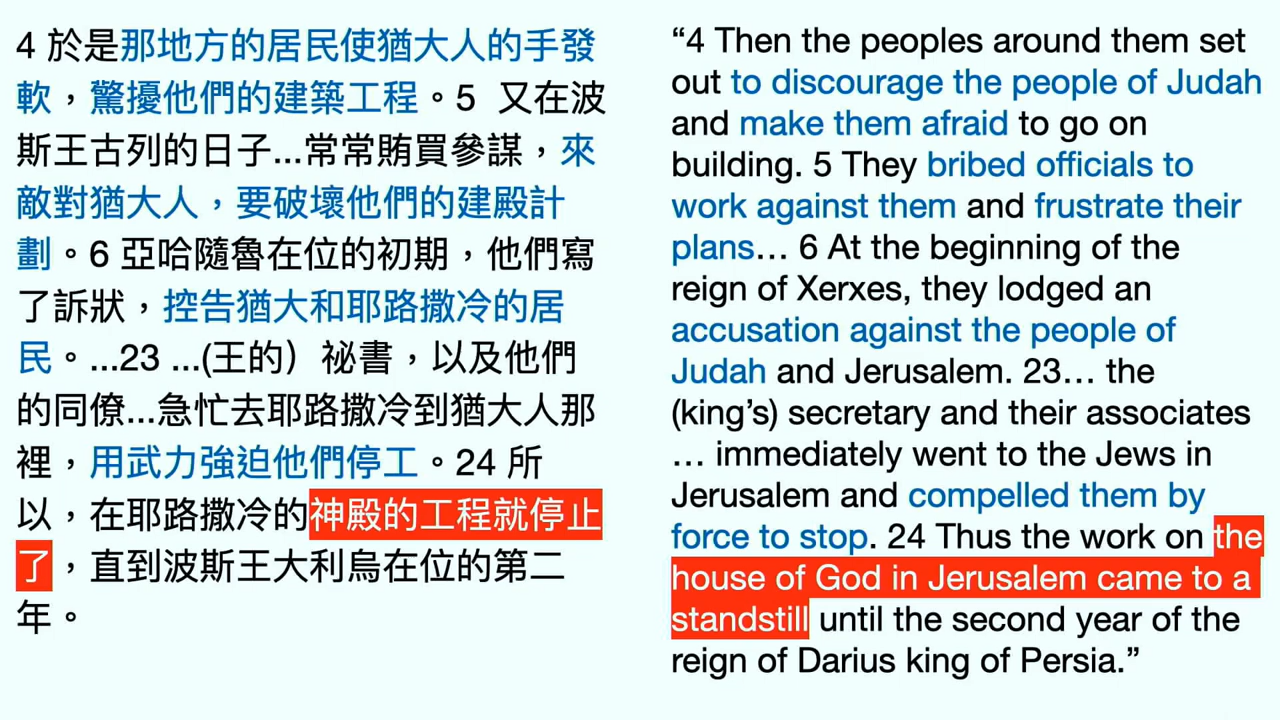 4 於是那地方的居民使猶大人的手發
軟，驚擾他們的建築工程。5 又在波
斯王古列的日子...常常賄買參謀，來
敵對猶大人，要破壞他們的建殿計
劃。6 亞哈隨魯在位的初期，他們寫
了訴狀，控告猶大和耶路撒冷的居
民。...23 ...(王的）祕書，以及他們
的同僚...急忙去耶路撒冷到猶大人那
裡，用武力強迫他們停工。24 所
以，在耶路撒冷的神殿的工程就停止
了，直到波斯王大利烏在位的第二
年。
“4 Then the peoples around them set
out to discourage the people of Judah
and make them afraid to go on
building. 5 They bribed officials to
work against them and frustrate their
plans… 6 At the beginning of the
reign of Xerxes, they lodged an
accusation against the people of
Judah and Jerusalem. 23… the
(king’s) secretary and their associates
… immediately went to the Jews in
Jerusalem and compelled them by
force to stop. 24 Thus the work on the
house of God in Jerusalem came to a
standstill until the second year of the
reign of Darius king of Persia.”